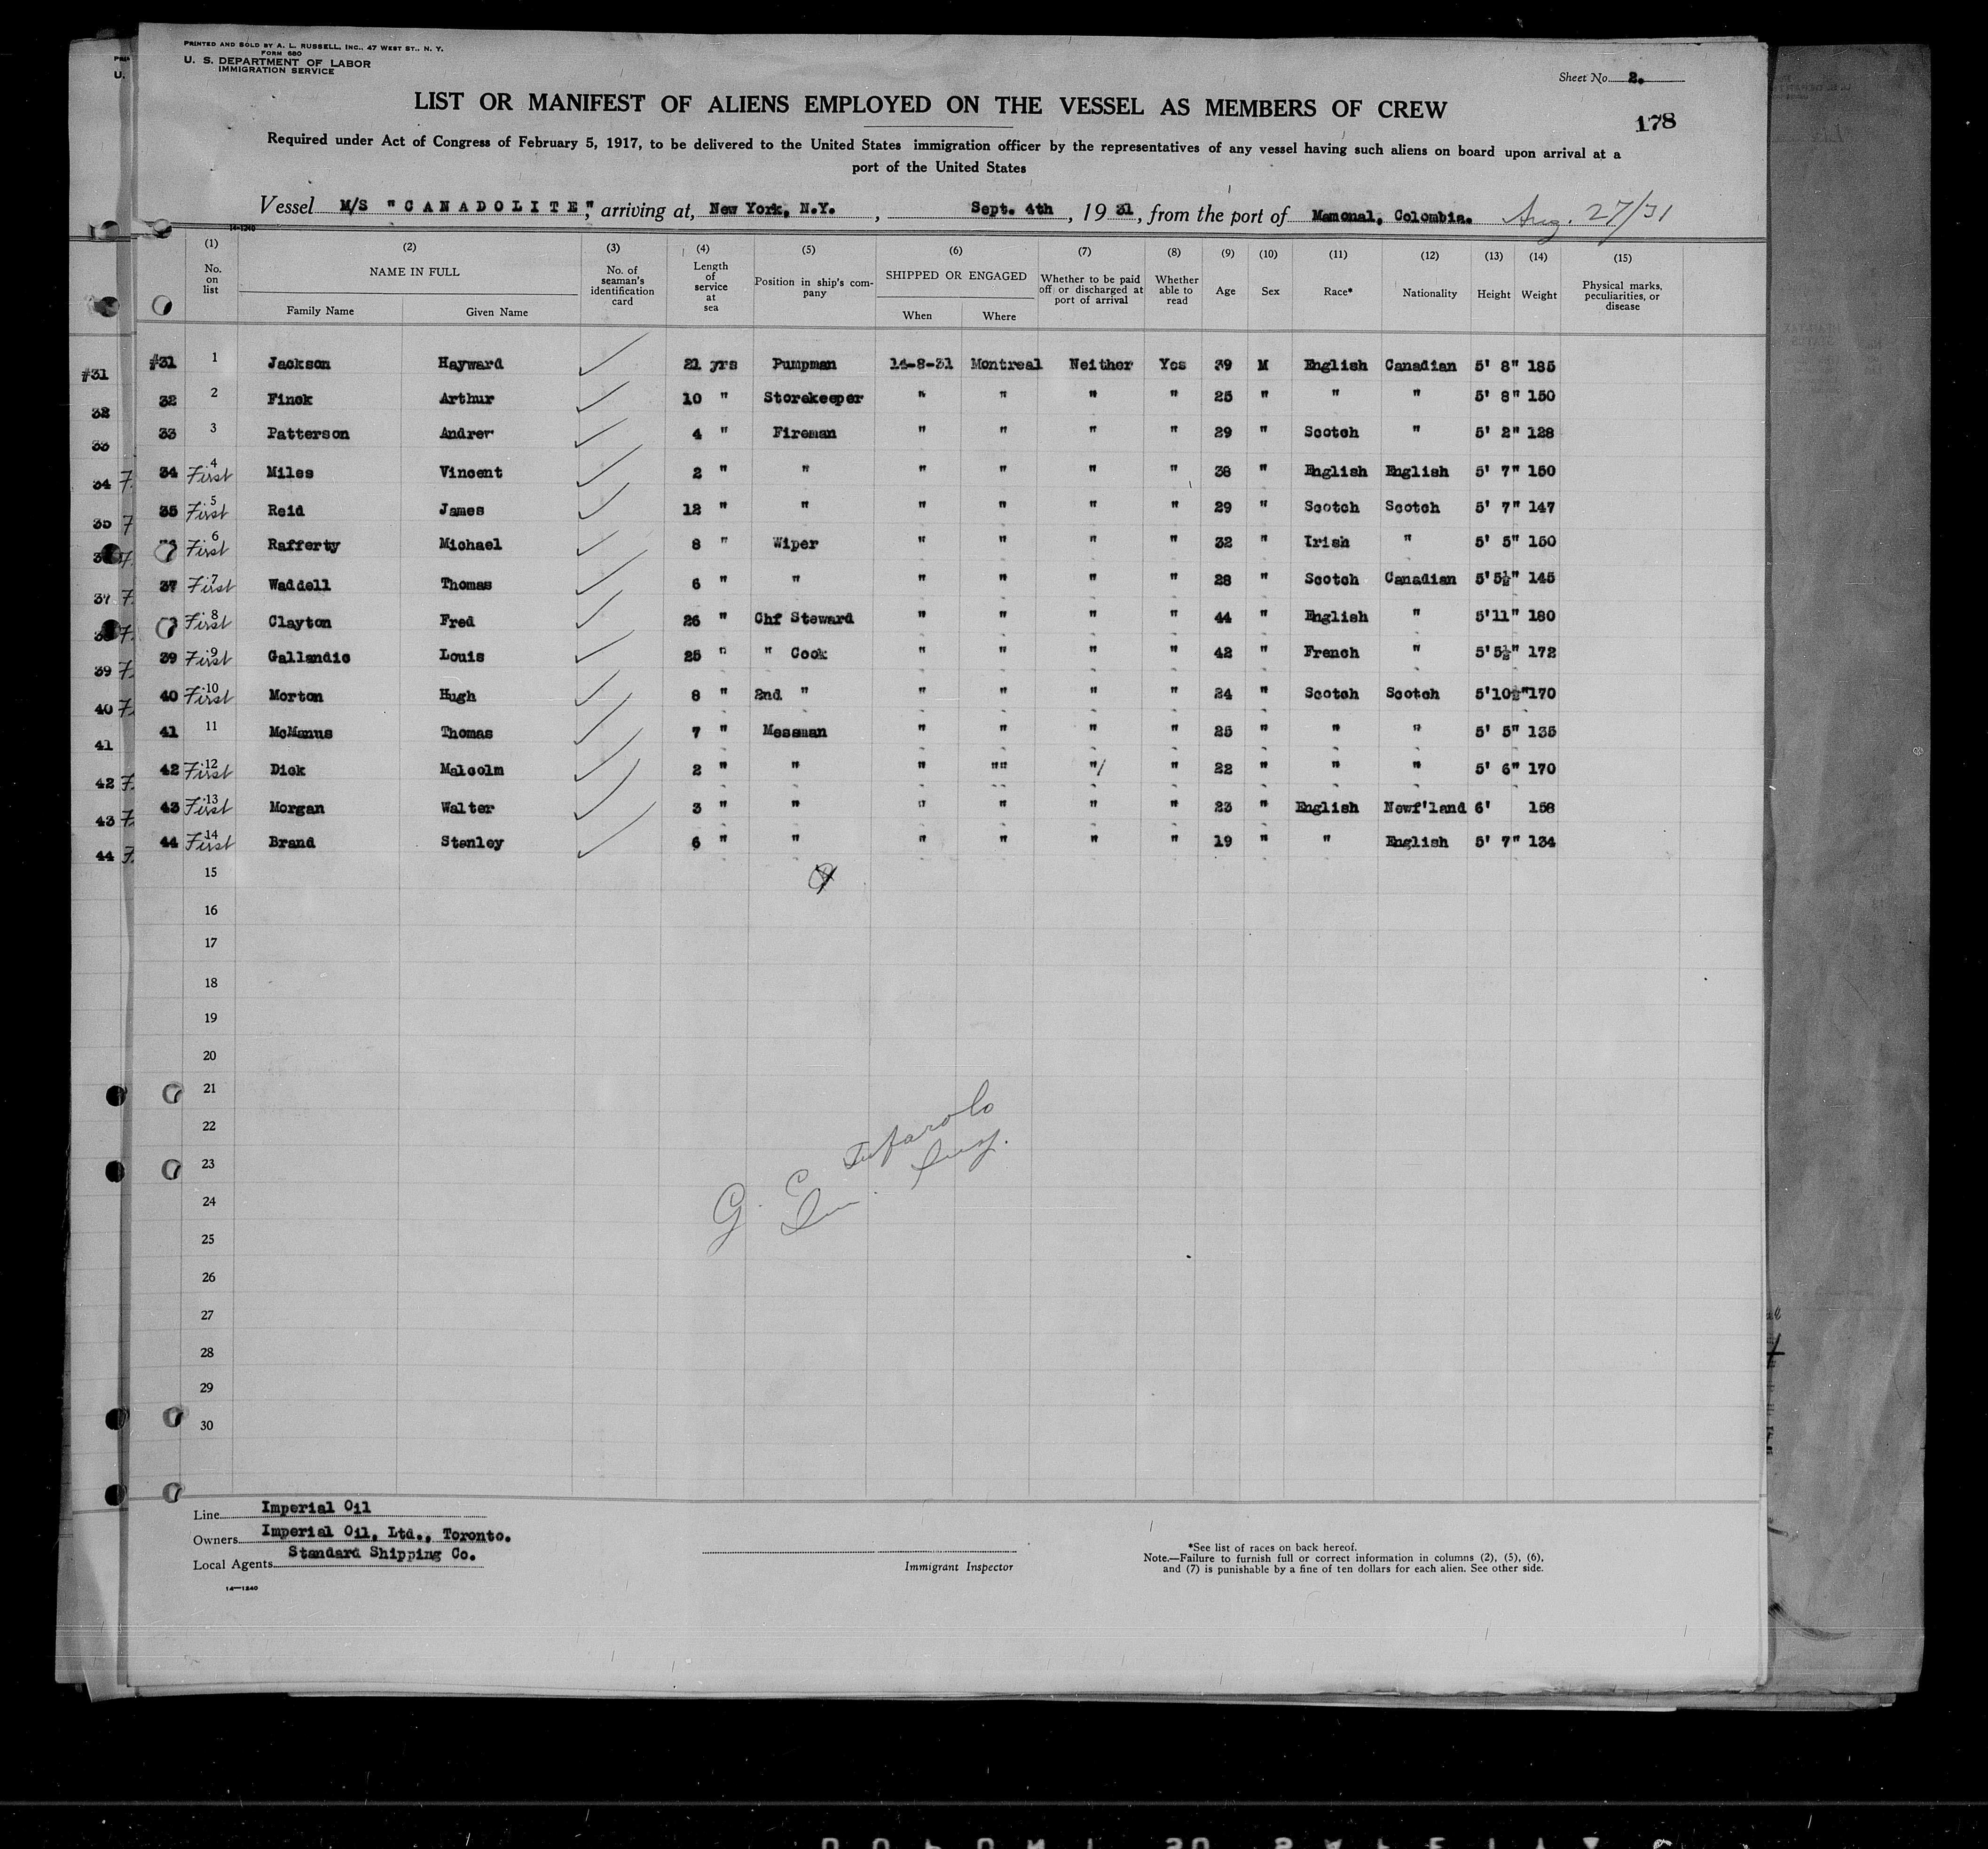 PRINTED AND SOLD BY A. L. RUSSELL, INC., 47 WEST ST., N. Y.
FORM 680
U. S. DEPARTMENT OF LABOR
IMMIGRATION SERVICE
Sheet No. 2.
LIST OR MANIFEST OF ALIENS EMPLOYED ON THE VESSEL AS MEMBERS OF CREW
178
Required under Act of Congress of February 5, 1917, to be delivered to the United States immigration officer by the representatives of any vessel having such aliens on board upon arrival at a
port of the United States
Vessel M/S "CANADOLITE", arriving at, New York, N.Y., Sept. 4th, 1931, from the port of Mamonal, Colombia. Aug. 27/31
14-1240
(1) (2) (3) (4) (5) (6) (7) (8) (9) (10) (11) (12) (13) (14) (15)
No. on list NAME IN FULL Family Name Given Name No. of seaman's identification card Length of service at sea Position in ship's company SHIPPED OR ENGAGED When Where Whether to be paid off or discharged at port of arrival Whether able to read Age Sex Race* Nationality Height Weight Physical marks, peculiarities, or disease
#31 #31 1 Jackson Hayward 21 yrs Pumpman 14-8-31 Montreal Neither Yes 39 M English Canadian 5' 8" 185
32 32 2 Finck Arthur 10 " Storekeeper " " " " 25 " " " 5' 8" 150
33 33 3 Patterson Andrew 4 " Fireman " " " " 29 " Scotch " 5' 2" 128
34 F. 34 4 First Miles Vincent 2 " " " " " " 38 " English English 5' 7" 150
35 F 35 5 First Reid James 12 " " " " " " 29 " Scotch Scotch 5' 7" 147
6 First Rafferty Michael 8 " Wiper " " " " 32 " Irish " 5' 5" 150
37 F. 37 7 First Waddell Thomas 6 " " " " " " 28 " Scotch Canadian 5'5½" 145
8 First Clayton Fred 26 " Chf Steward " " " " 44 " English " 5'11" 180
39 F. 39 9 First Gallandic Louis 25 " " Cook " " " " 42 " French " 5'5½" 172
40 F. 40 10 First Morton Hugh 8 " 2nd " " " " " 24 " Scotch Scotch 5'10½" 170
41 41 11 McManus Thomas 7 " Messman " " " " 25 " " " 5' 5" 135
42 F. 42 12 First Dick Malcolm 2 " " " "" " " 22 " " " 5' 6" 170
43 F. 43 13 First Morgan Walter 3 " " " " " " 23 " English Newf'land 6' 158
44 F. 44 14 First Brand Stanley 6 " " " " " " 19 " " English 5' 7" 134
15
16
17
18
19
20
21
22
23
24
25
26
27
28
29
30
Line Imperial Oil
Owners Imperial Oil, Ltd., Toronto.
Local Agents Standard Shipping Co.
Immigrant Inspector
*See list of races on back hereof.
Note.—Failure to furnish full or correct information in columns (2), (5), (6),
and (7) is punishable by a fine of ten dollars for each alien. See other side.
14—1240